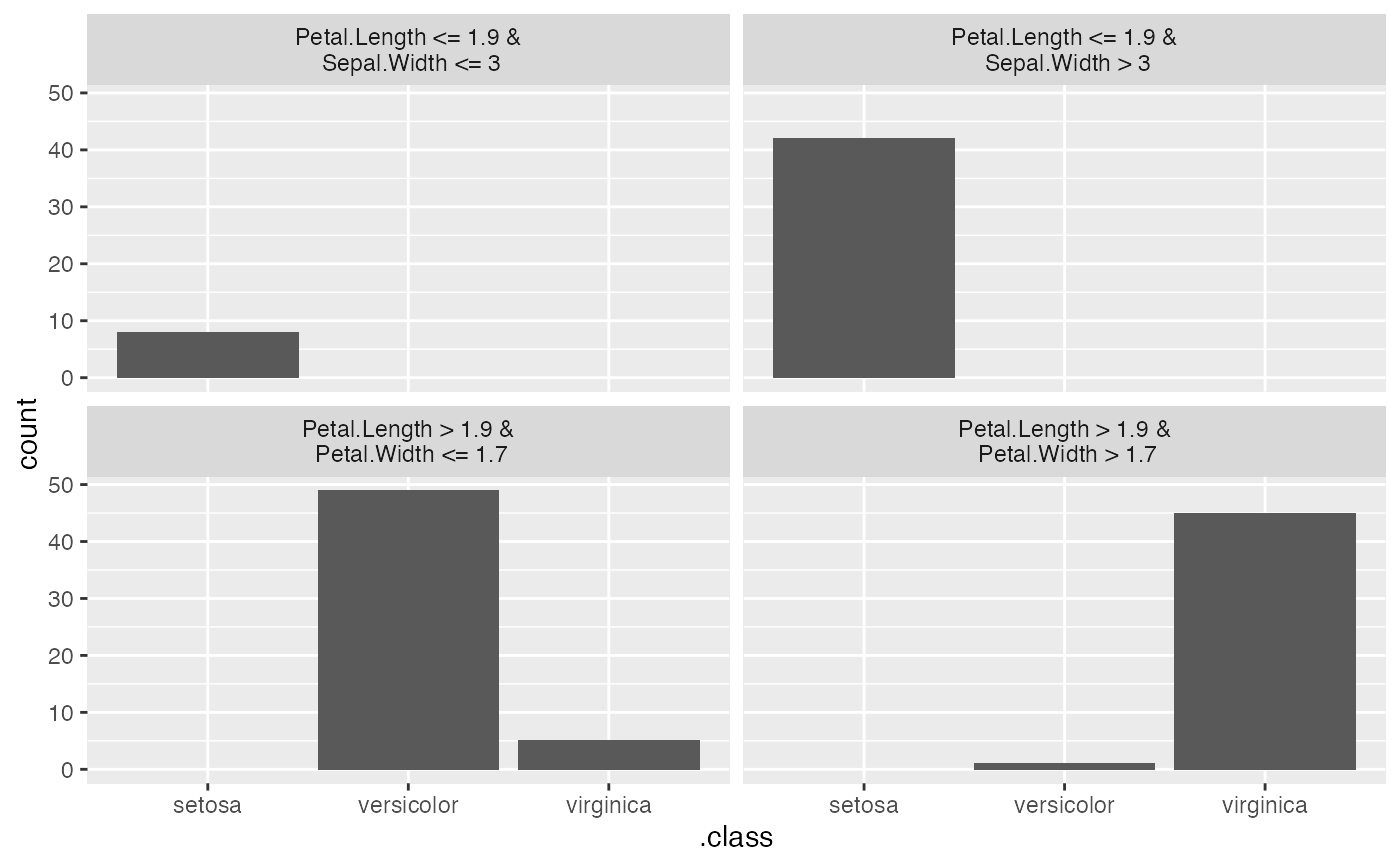 Petal.Length <= 1.9 &
Sepal.Width <= 3
Petal.Length <= 1.9 &
Sepal.Width > 3
50
40
30
20
10
0
Petal.Length > 1.9 &
Petal.Width <= 1.7
Petal.Length > 1.9 &
Petal.Width > 1.7
50
40
30
20
10
0
count
setosa
versicolor
virginica
setosa
versicolor
virginica
.class